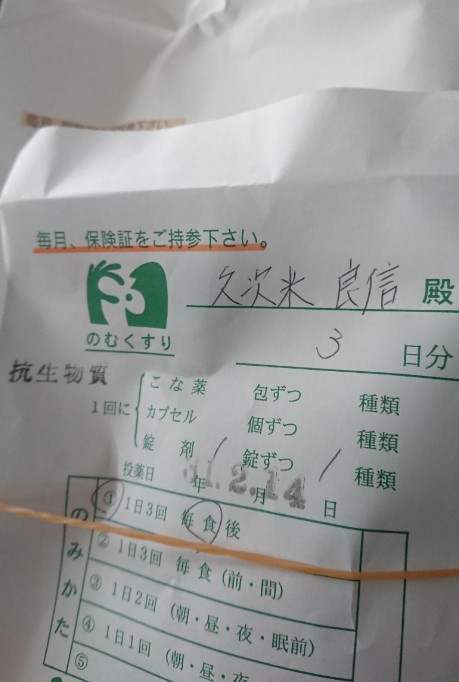 毎月、保険証をご持参下さい。
久次米 良信 殿
のむくすり
3 日分
抗生物質
1回に
こな薬 包ずつ 種類
カプセル 個ずつ 種類
錠剤 1 錠ずつ 1 種類
投薬日 年 月 日
31.2.14
のみかた
① 1日3回 毎食後
② 1日3回 毎食(前・間)
③ 1日2回(朝・昼・夜・眠前)
④ 1日1回(朝・昼・夜・眠前)
⑤